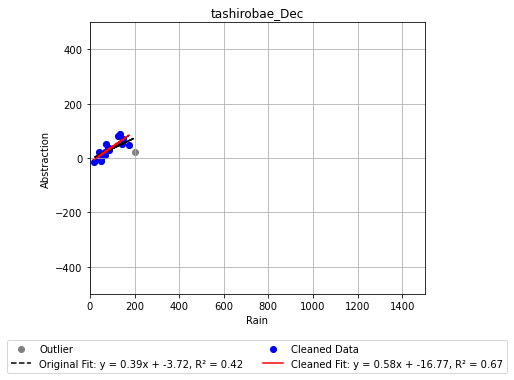 tashirobae_Dec
Abstraction
400
200
0
−200
−400
0 200 400 600 800 1000 1200 1400
Rain
Outlier
Original Fit: y = 0.39x + -3.72, R² = 0.42
Cleaned Data
Cleaned Fit: y = 0.58x + -16.77, R² = 0.67